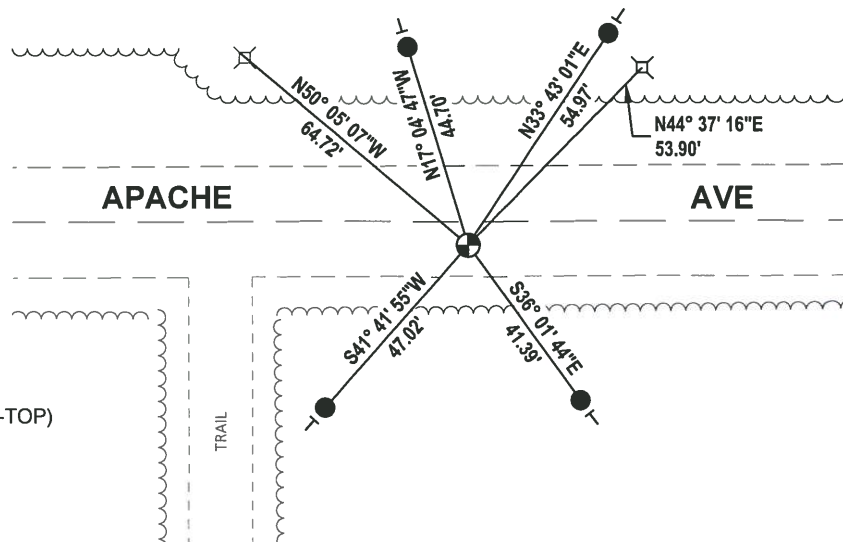 N50° 05' 07"W
64.72'
N17° 04' 47"W
44.70'
N33° 43' 01"E
54.97'
N44° 37' 16"E
53.90'
APACHE AVE
S41° 41' 55"W
47.02'
S36° 01' 44"E
41.39'
-TOP)
TRAIL